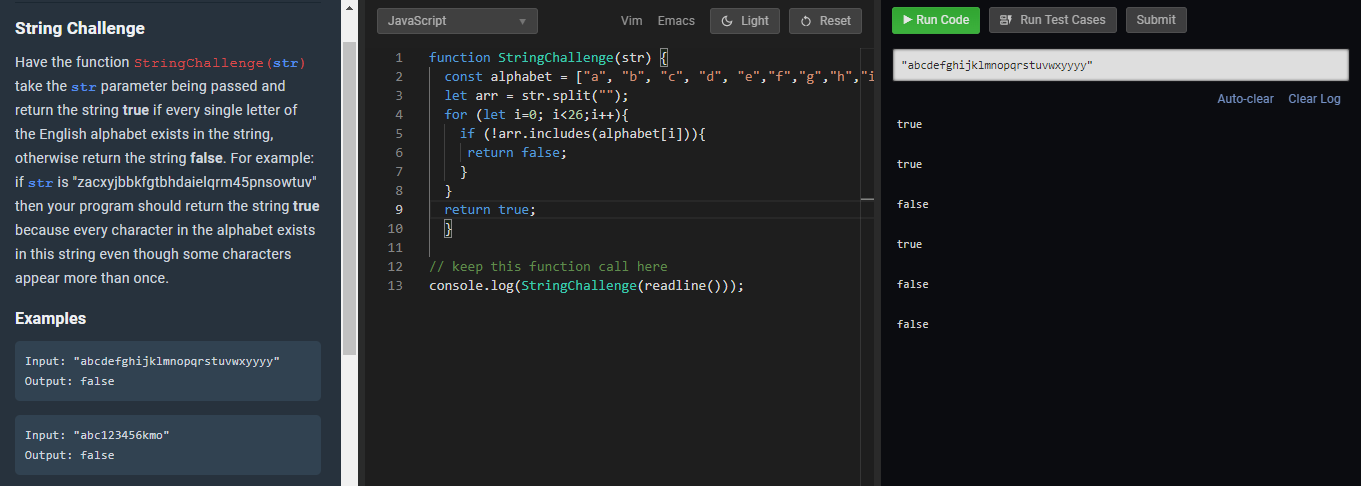 String Challenge
Have the function StringChallenge(str)
take the str parameter being passed and
return the string true if every single letter of
the English alphabet exists in the string,
otherwise return the string false. For example:
if str is "zacxyjbbkfgtbhdaielqrm45pnsowtuv"
then your program should return the string true
because every character in the alphabet exists
in this string even though some characters
appear more than once.
Examples
Input: "abcdefghijklmnopqrstuvwxyyyy"
Output: false
Input: "abc123456kmo"
Output: false
JavaScript
Vim
Emacs
Light
Reset
1 function StringChallenge(str) {
2 const alphabet = ["a", "b", "c", "d", "e","f","g","h","i
3 let arr = str.split("");
4 for (let i=0; i<26;i++){
5 if (!arr.includes(alphabet[i])){
6 return false;
7 }
8 }
9 return true;
10 }
11
12 // keep this function call here
13 console.log(StringChallenge(readline()));
Run Code
Run Test Cases
Submit
"abcdefghijklmnopqrstuvwxyyyy"
Auto-clear
Clear Log
true
true
false
true
false
false